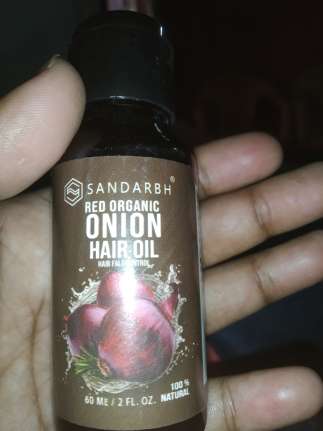 SANDARBH®
RED ORGANIC
ONION
HAIR OIL
HAIR FALL CONTROL
100 %
NATURAL
60 ML / 2 FL. OZ.